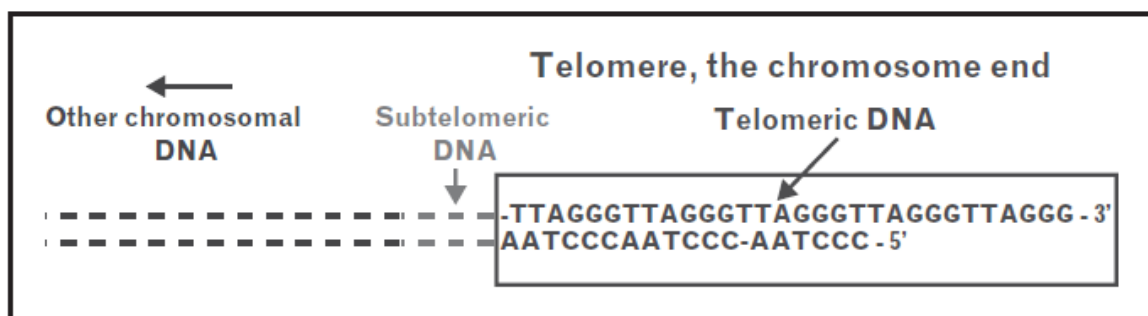 Telomere, the chromosome end
Other chromosomal
DNA
Subtelomeric
DNA
Telomeric DNA
-TTAGGGTTAGGGTTAGGGTTAGGGTTAGGG - 3’
AATCCCAATCCC-AATCCC - 5’